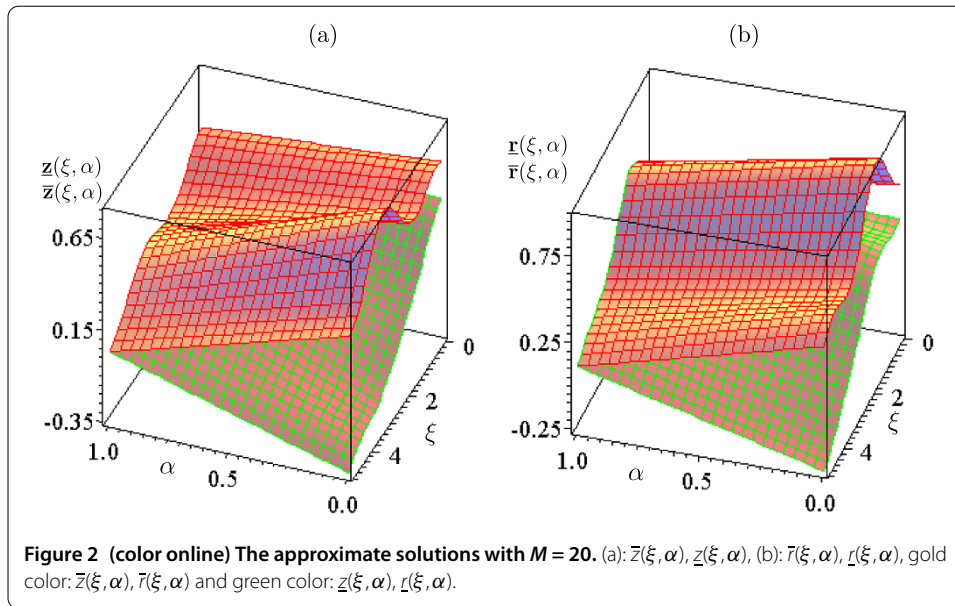 (a)
(b)
z̲(ξ, α)
z̅(ξ, α)
0.65
0.15
-0.35
1.0
0.5
0.0
α
0
2
4
ξ
r̲(ξ, α)
r̅(ξ, α)
0.75
0.25
-0.25
1.0
0.5
0.0
α
0
2
4
ξ
Figure 2 (color online) The approximate solutions with M = 20. (a): z̅(ξ,α), z̲(ξ,α), (b): r̅(ξ,α), r̲(ξ,α), gold
color: z̅(ξ,α), r̅(ξ,α) and green color: z̲(ξ,α), r̲(ξ,α).